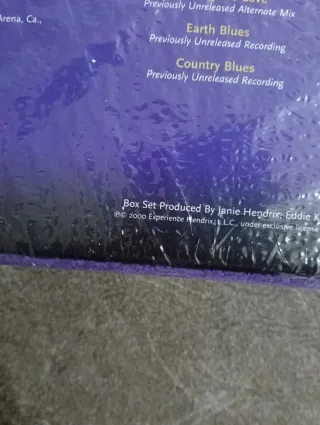 Previously Unreleased Alternate Mix
Arena, Ca.,
Earth Blues
Previously Unreleased Recording
Country Blues
Previously Unreleased Recording
Box Set Produced By Janie Hendrix, Eddie K
℗© 2000 Experience Hendrix, L.L.C., under exclusive license